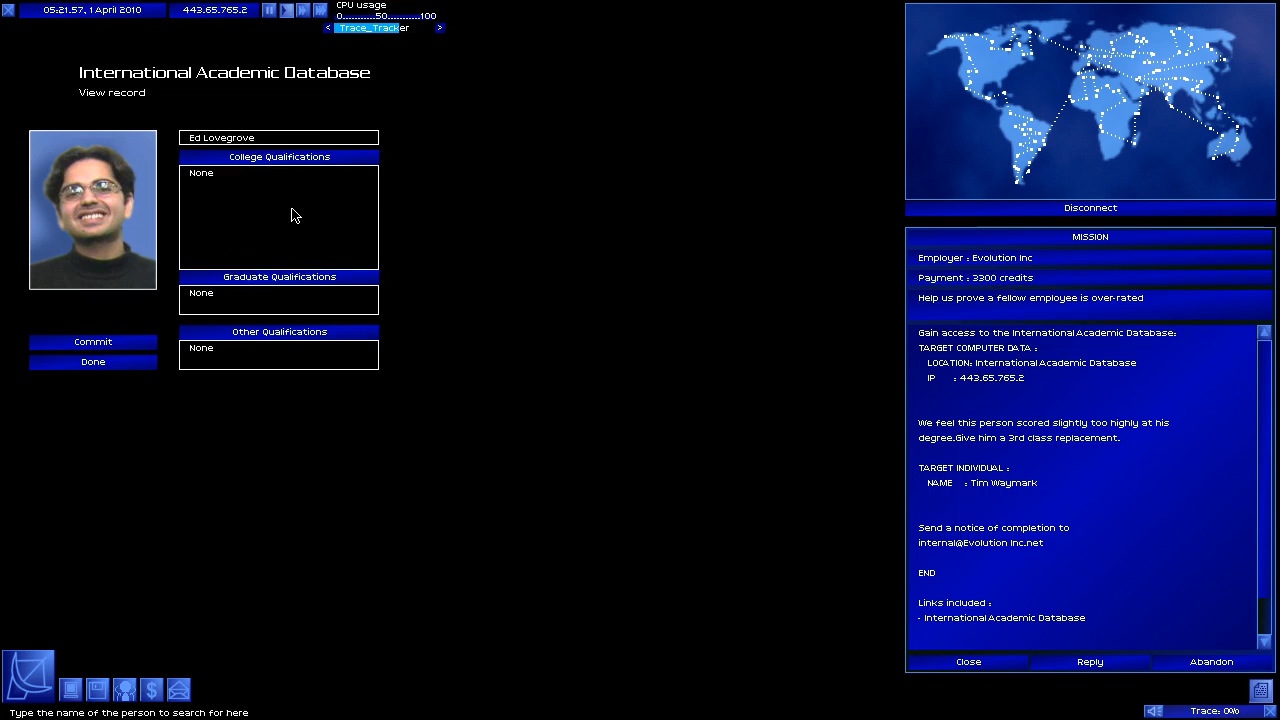 05:21.57, 1 April 2010
443.65.765.2
CPU usage
0..........50...........100
< Trace_Tracker >
International Academic Database
View record
Ed Lovegrove
College Qualifications
None
Graduate Qualifications
None
Other Qualifications
None
Commit
Done
Disconnect
MISSION
Employer : Evolution Inc
Payment : 3300 credits
Help us prove a fellow employee is over-rated
Gain access to the International Academic Database:
TARGET COMPUTER DATA :
LOCATION: International Academic Database
IP : 443.65.765.2
We feel this person scored slightly too highly at his
degree.Give him a 3rd class replacement.
TARGET INDIVIDUAL :
NAME : Tim Waymark
Send a notice of completion to
internal@Evolution Inc.net
END
Links included :
- International Academic Database
Close
Reply
Abandon
Type the name of the person to search for here
Trace: 0%